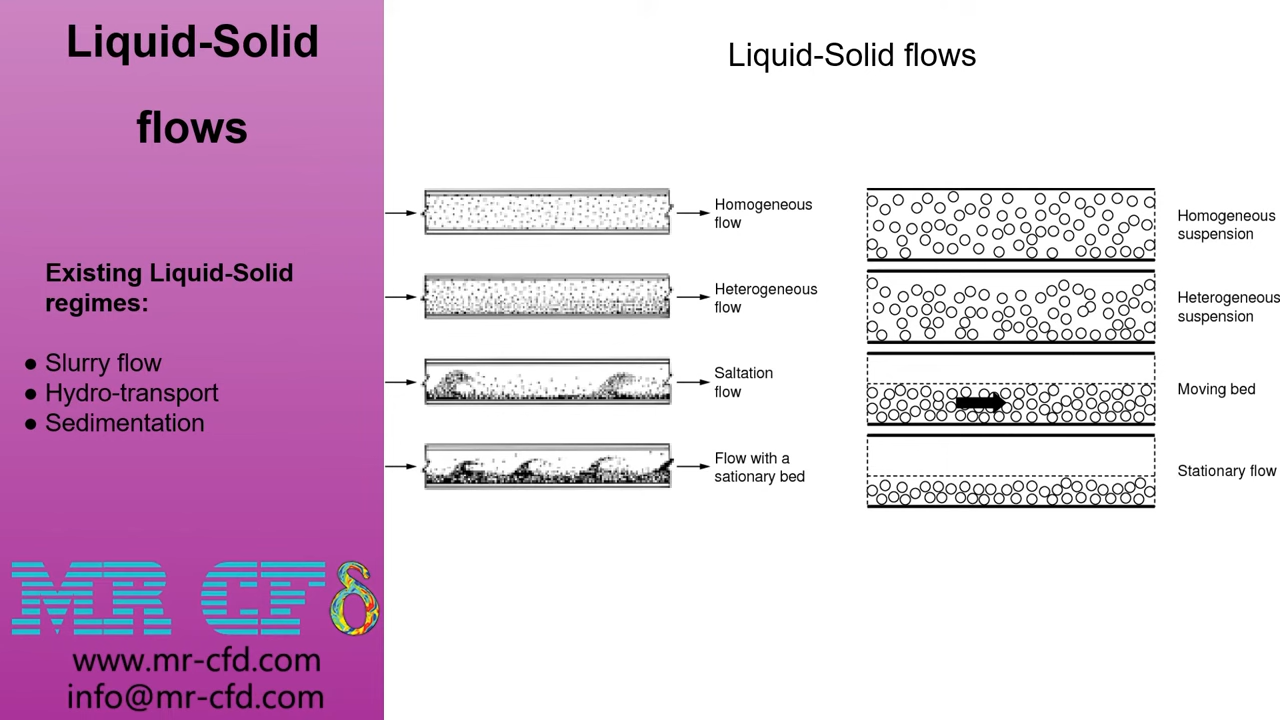 Liquid-Solid
flows
Existing Liquid-Solid
regimes:
● Slurry flow
● Hydro-transport
● Sedimentation
MR CFδ
www.mr-cfd.com
info@mr-cfd.com
Liquid-Solid flows
Homogeneous
flow
Heterogeneous
flow
Saltation
flow
Flow with a
sationary bed
Homogeneous
suspension
Heterogeneous
suspension
Moving bed
Stationary flow